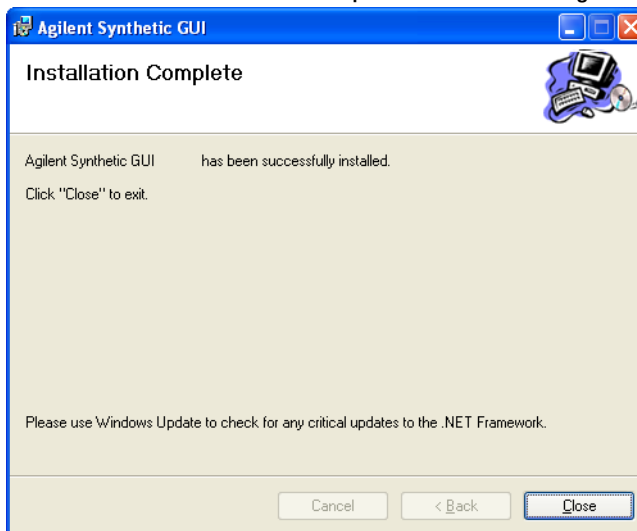 Agilent Synthetic GUI
Installation Complete
Agilent Synthetic GUI has been successfully installed.
Click "Close" to exit.
Please use Windows Update to check for any critical updates to the .NET Framework.
Cancel < Back Close